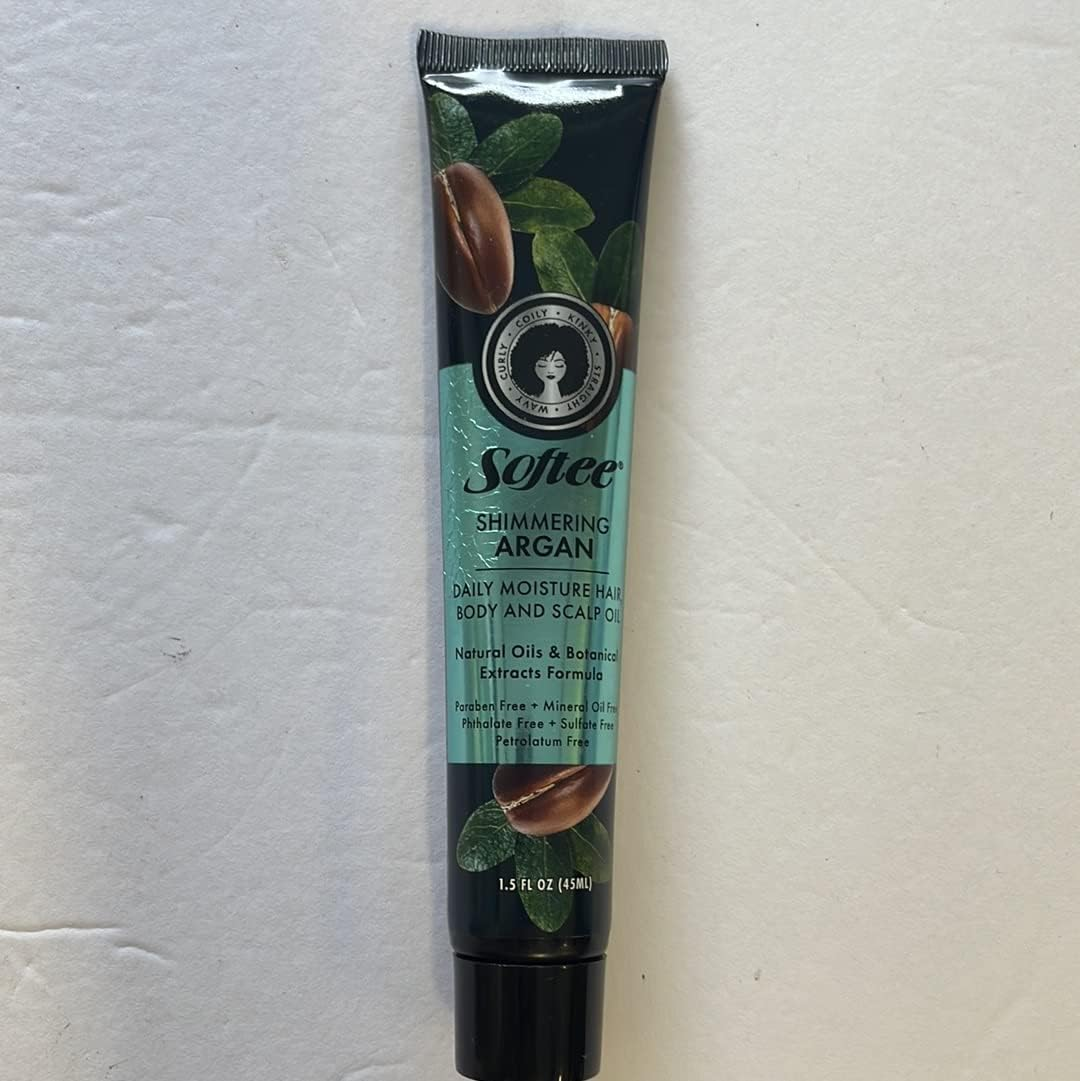 WAVY • CURLY • COILY • KINKY • STRAIGHT •
Softee®
SHIMMERING
ARGAN
DAILY MOISTURE HAIR,
BODY AND SCALP OIL
Natural Oils & Botanical
Extracts Formula
Paraben Free + Mineral Oil Free
Phthalate Free + Sulfate Free
Petrolatum Free
1.5 FL OZ (45ML)